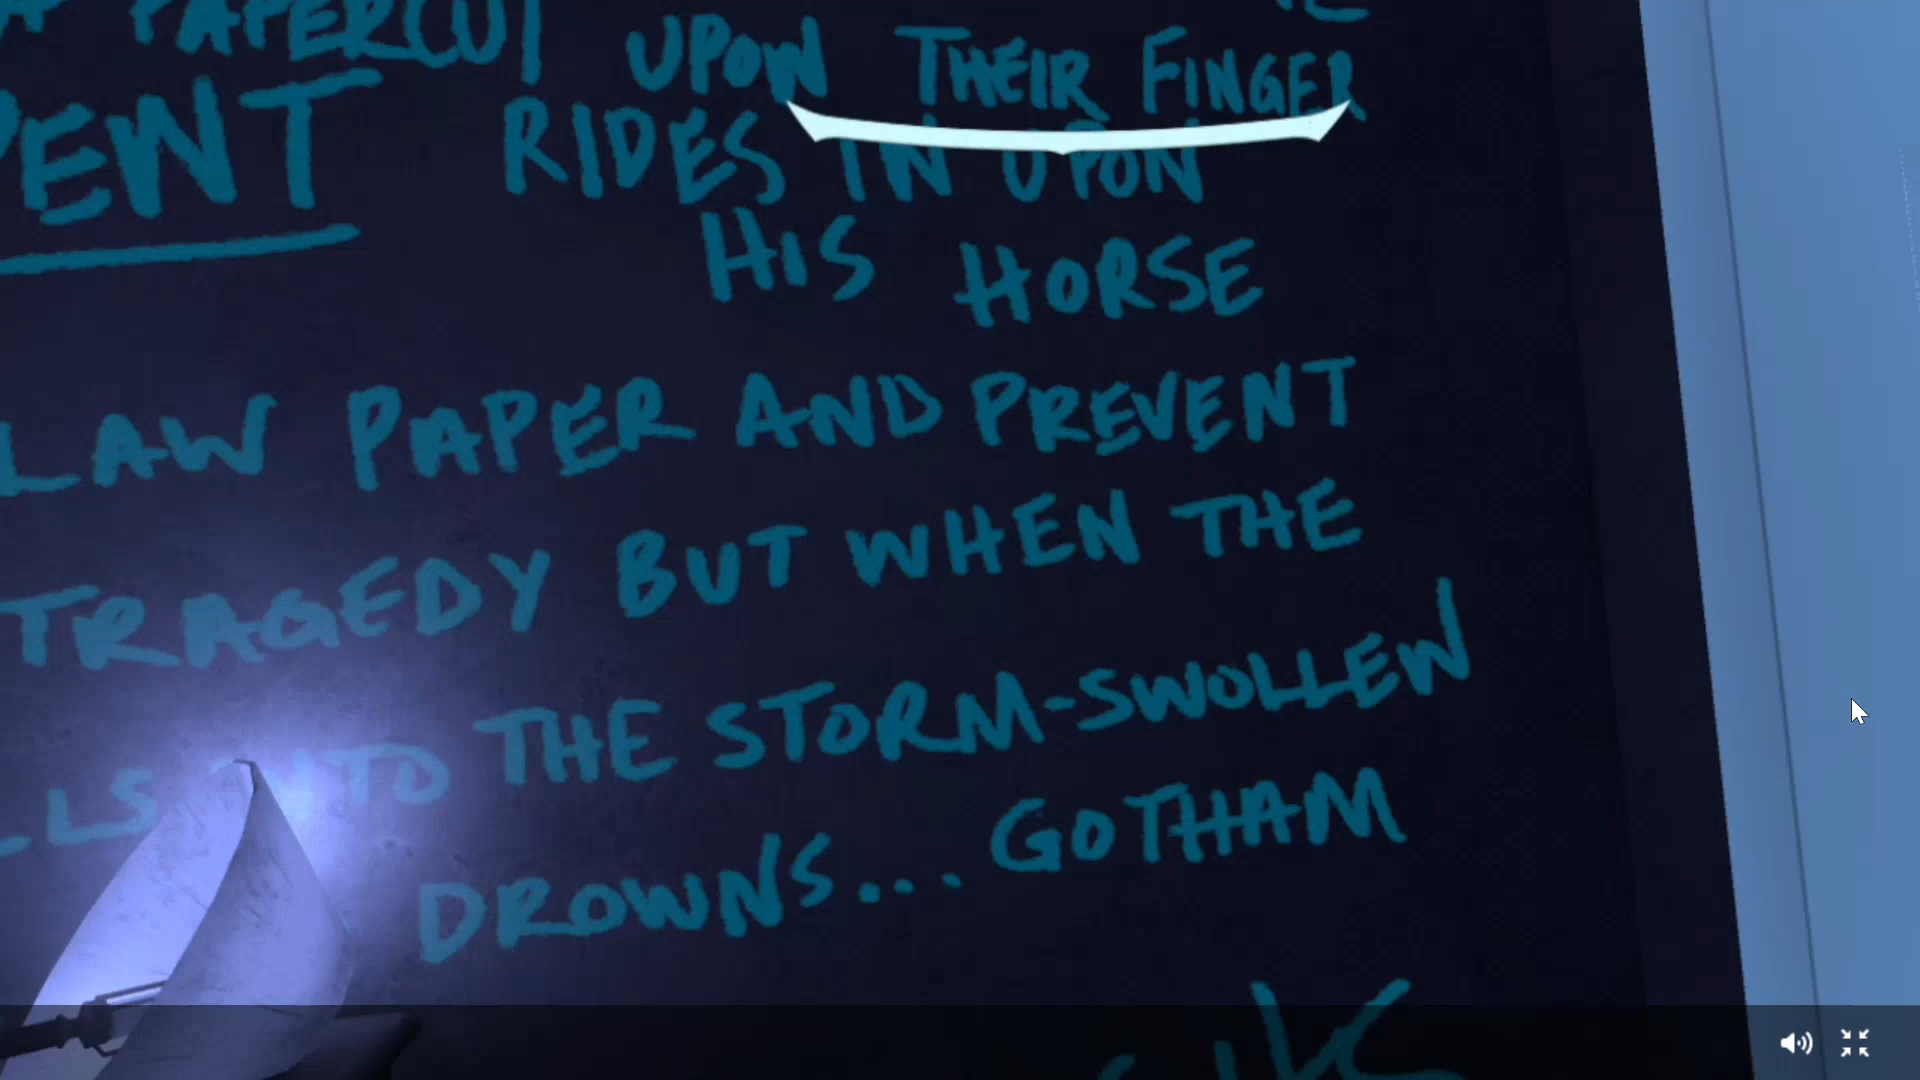 PAPERCUT UPON THEIR FINGER
RIDES IN UPON
HIS HORSE
LAW PAPER AND PREVENT
TRAGEDY BUT WHEN THE
INTO THE STORM-SWOLLEN
DROWNS... GOTHAM